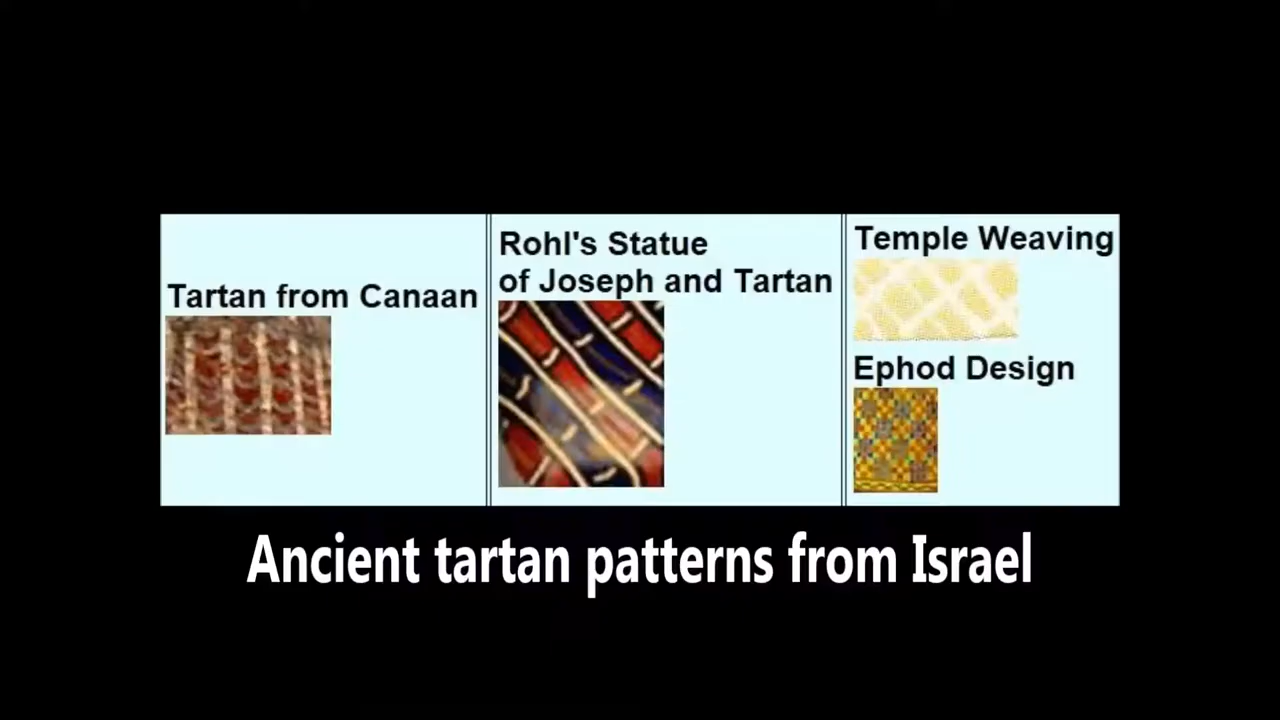 Tartan from Canaan
Rohl's Statue
of Joseph and Tartan
Temple Weaving
Ephod Design
Ancient tartan patterns from Israel